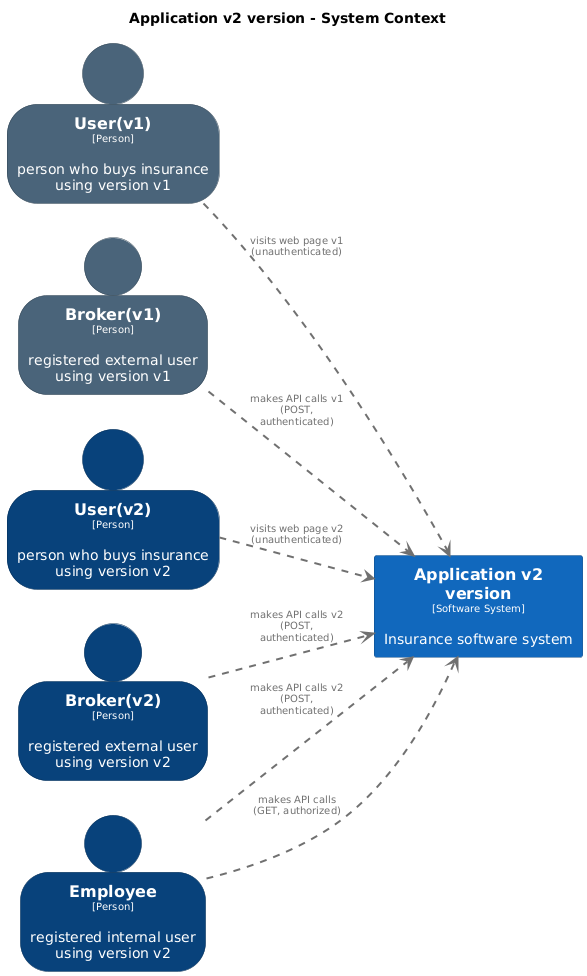 Application v2 version - System Context
User(v1)
[Person]
person who buys insurance
using version v1
visits web page v1
(unauthenticated)
Broker(v1)
[Person]
registered external user
using version v1
makes API calls v1
(POST,
authenticated)
User(v2)
[Person]
person who buys insurance
using version v2
visits web page v2
(unauthenticated)
Application v2
version
[Software System]
Insurance software system
makes API calls v2
(POST,
authenticated)
Broker(v2)
[Person]
registered external user
using version v2
makes API calls v2
(POST,
authenticated)
makes API calls
(GET, authorized)
Employee
[Person]
registered internal user
using version v2